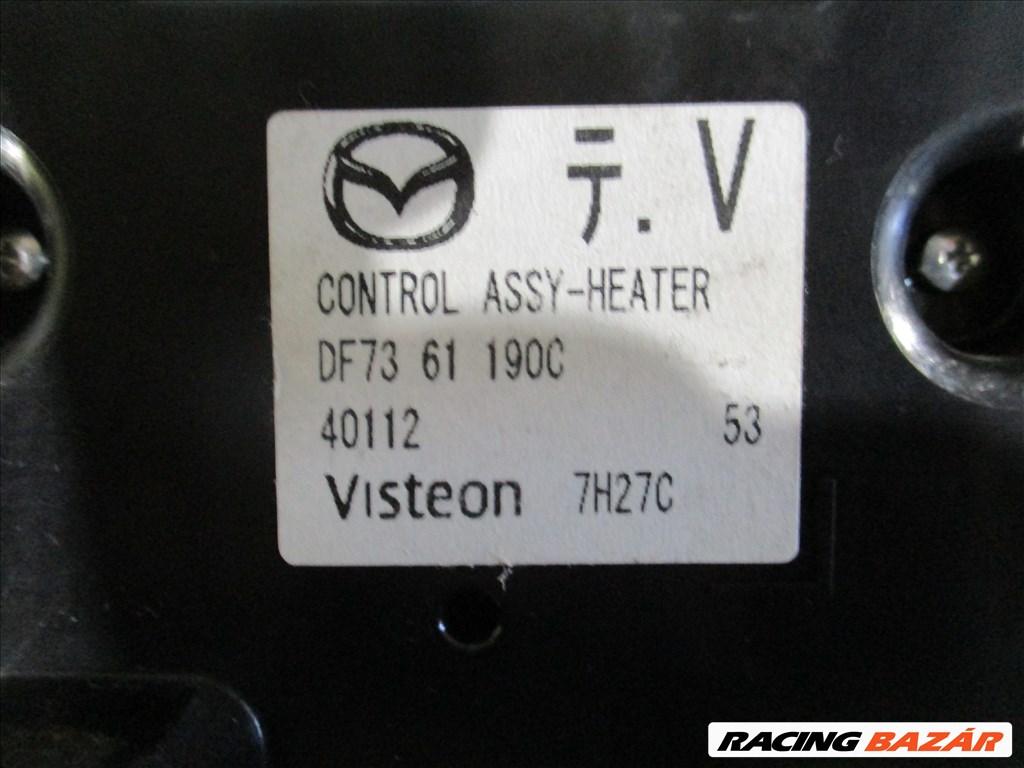 テ.V
CONTROL ASSY-HEATER
DF73 61 190C
40112 53
Visteon 7H27C
RACING BAZÁR